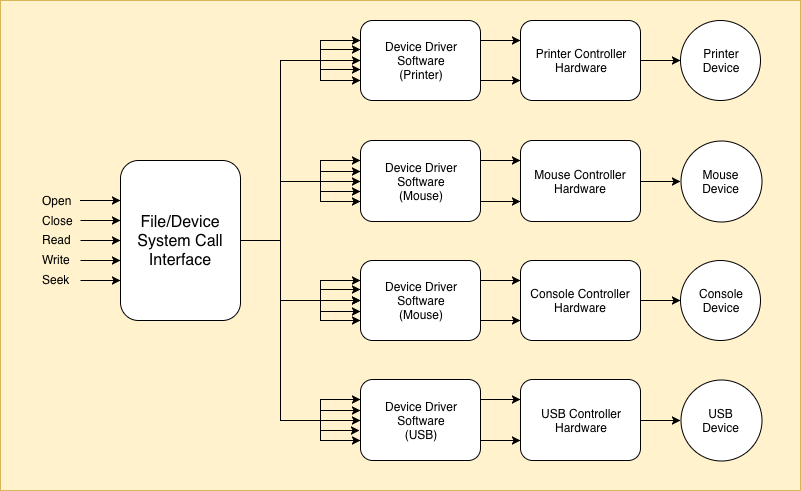 Open
Close
Read
Write
Seek
File/Device
System Call
Interface
Device Driver
Software
(Printer)
Printer Controller
Hardware
Printer
Device
Device Driver
Software
(Mouse)
Mouse Controller
Hardware
Mouse
Device
Device Driver
Software
(Mouse)
Console Controller
Hardware
Console
Device
Device Driver
Software
(USB)
USB Controller
Hardware
USB
Device